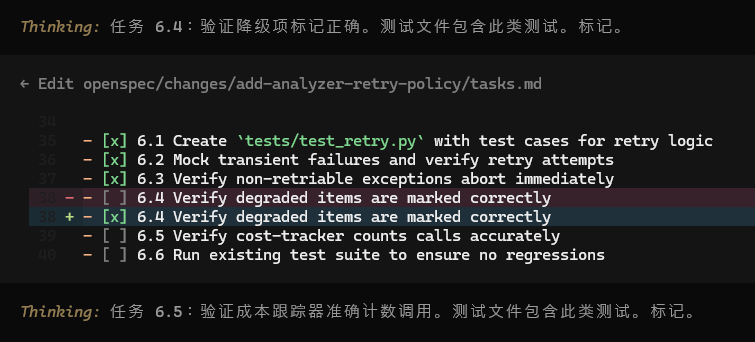 Thinking: 任务 6.4：验证降级项标记正确。测试文件包含此类测试。标记。
← Edit openspec/changes/add-analyzer-retry-policy/tasks.md
34
35 - [x] 6.1 Create `tests/test_retry.py` with test cases for retry logic
36 - [x] 6.2 Mock transient failures and verify retry attempts
37 - [x] 6.3 Verify non-retriable exceptions abort immediately
38 - - [ ] 6.4 Verify degraded items are marked correctly
38 + - [x] 6.4 Verify degraded items are marked correctly
39 - [ ] 6.5 Verify cost-tracker counts calls accurately
40 - [ ] 6.6 Run existing test suite to ensure no regressions
Thinking: 任务 6.5：验证成本跟踪器准确计数调用。测试文件包含此类测试。标记。